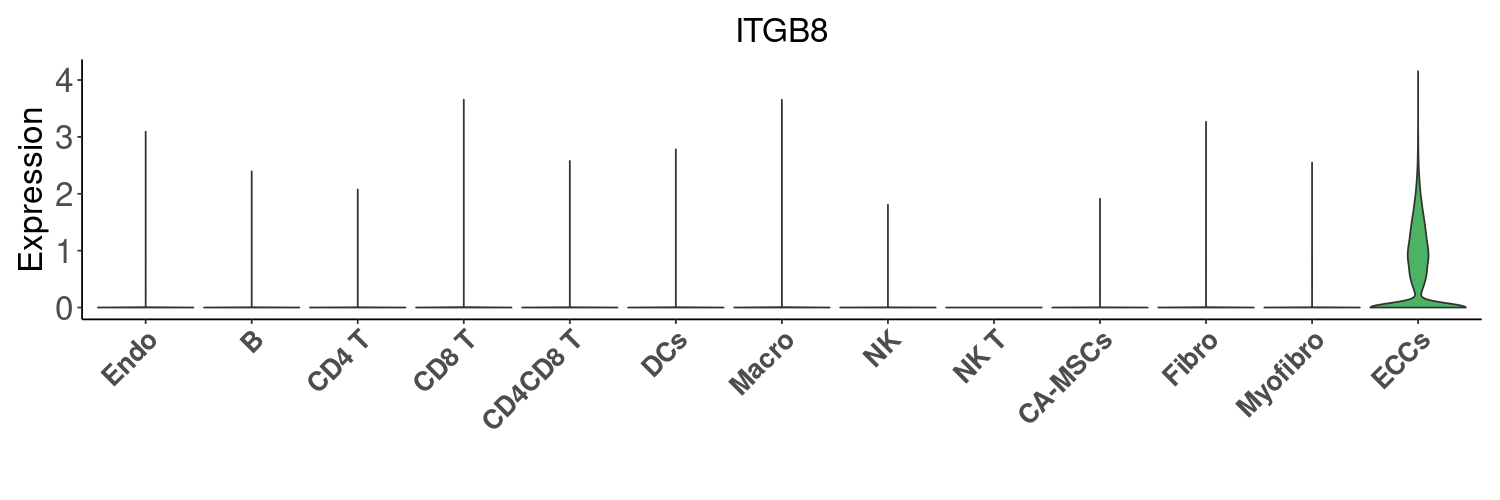 ITGB8
Expression
4
3
2
1
0
Endo
B
CD4 T
CD8 T
CD4CD8 T
DCs
Macro
NK
NK T
CA-MSCs
Fibro
Myofibro
ECCs